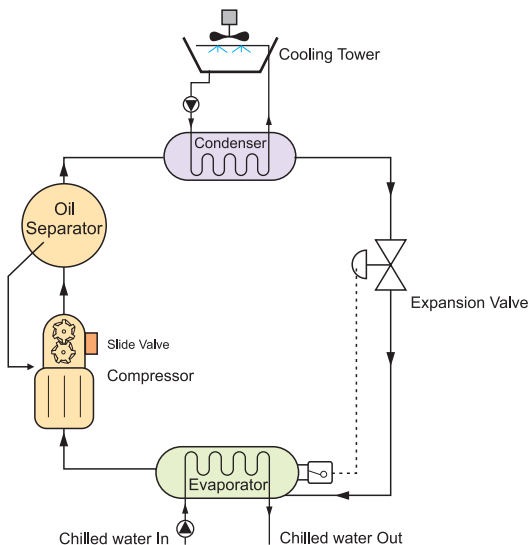 Cooling Tower
Condenser
Oil
Separator
Expansion Valve
Slide Valve
Compressor
Evaporator
Chilled water In
Chilled water Out